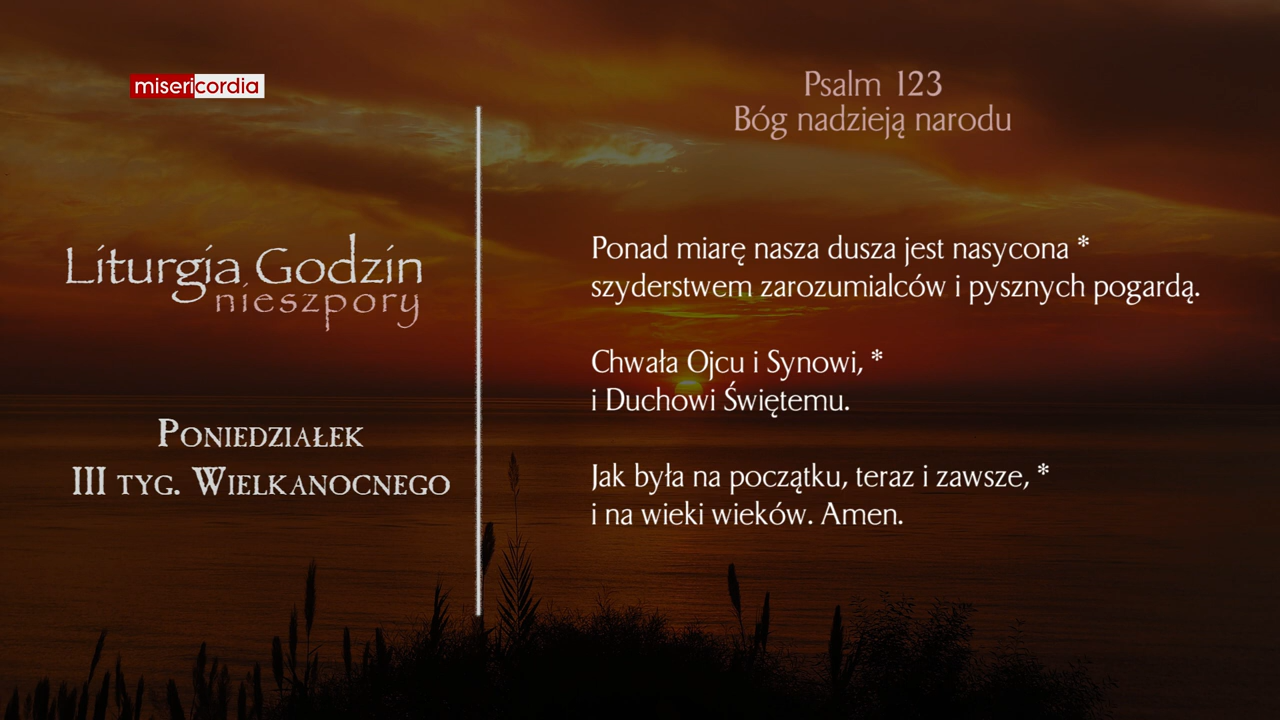 misericordia
Liturgia Godzin
nieszpory
Poniedziałek
III tyg. Wielkanocnego
Psalm 123
Bóg nadzieją narodu
Ponad miarę nasza dusza jest nasycona *
szyderstwem zarozumialców i pysznych pogardą.
Chwała Ojcu i Synowi, *
i Duchowi Świętemu.
Jak była na początku, teraz i zawsze, *
i na wieki wieków. Amen.